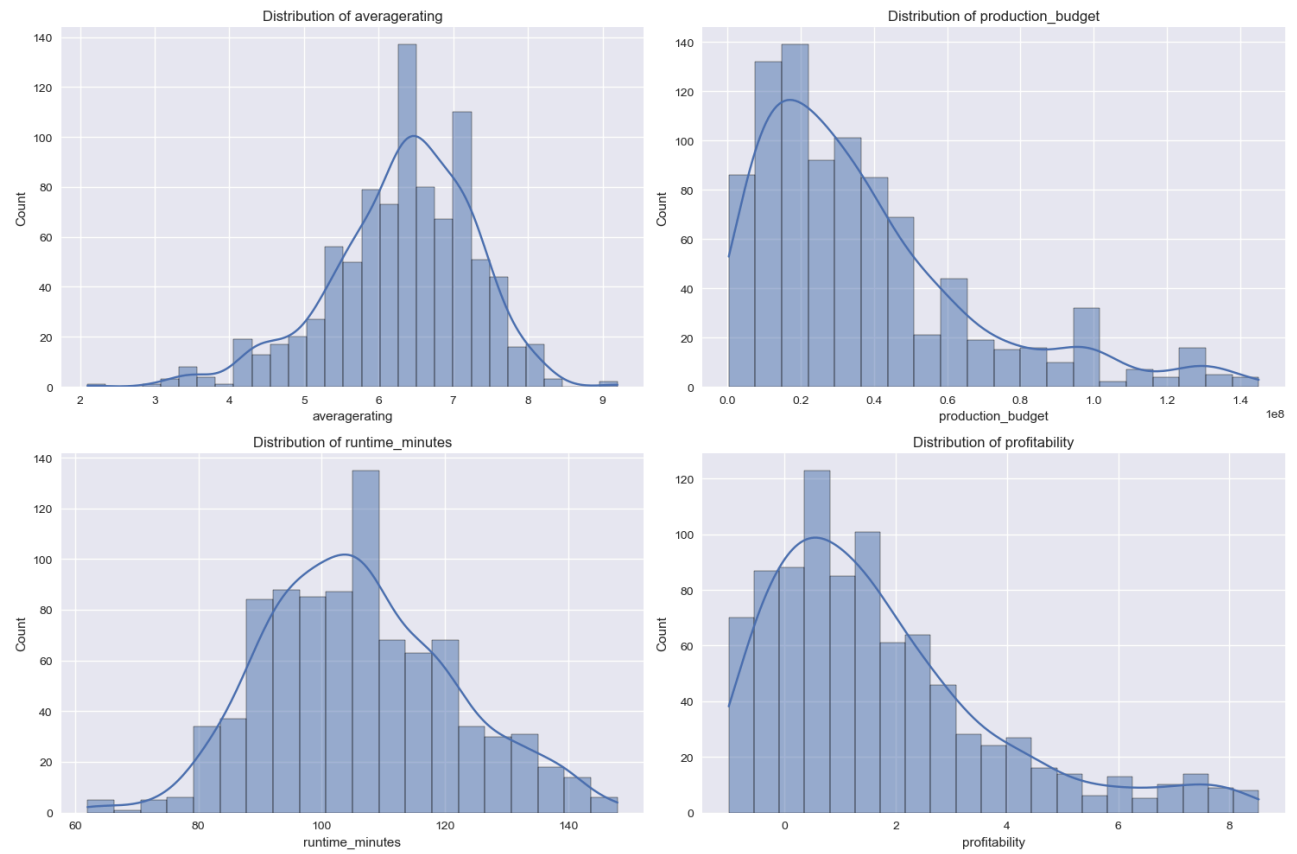 Distribution of averagerating
140
120
100
80
60
40
20
0
Count
2 3 4 5 6 7 8 9
averagerating
Distribution of production_budget
140
120
100
80
60
40
20
0
Count
0.0 0.2 0.4 0.6 0.8 1.0 1.2 1.4
1e8
production_budget
Distribution of runtime_minutes
140
120
100
80
60
40
20
0
Count
60 80 100 120 140
runtime_minutes
Distribution of profitability
120
100
80
60
40
20
0
Count
0 2 4 6 8
profitability